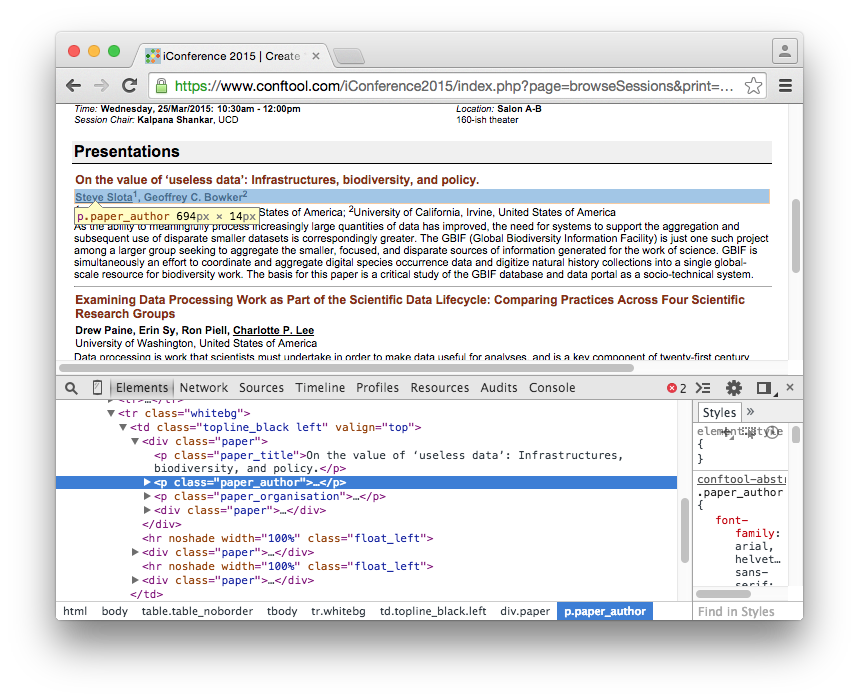 iConference 2015 | Create
https://www.conftool.com/iConference2015/index.php?page=browseSessions&print=...
Time: Wednesday, 25/Mar/2015: 10:30am - 12:00pm
Location: Salon A-B
Session Chair: Kalpana Shankar, UCD
160-ish theater
Presentations
On the value of ‘useless data’: Infrastructures, biodiversity, and policy.
Steve Slota1, Geoffrey C. Bowker2
p.paper_author 694px × 14px
States of America; 2University of California, Irvine, United States of America
As the ability to meaningfully process increasingly large quantities of data has improved, the need for systems to support the aggregation and
subsequent use of disparate smaller datasets is correspondingly greater. The GBIF (Global Biodiversity Information Facility) is just one such project
among a larger group seeking to aggregate the smaller, focused, and disparate sources of information generated for the work of science. GBIF is
simultaneously an effort to coordinate and aggregate digital species occurrence data and digitize natural history collections into a single global-
scale resource for biodiversity work. The basis for this paper is a critical study of the GBIF database and data portal as a socio-technical system.
Examining Data Processing Work as Part of the Scientific Data Lifecycle: Comparing Practices Across Four Scientific
Research Groups
Drew Paine, Erin Sy, Ron Piell, Charlotte P. Lee
University of Washington, United States of America
Data processing is work that scientists must undertake in order to make data useful for analyses, and is a key component of twenty-first century
Elements Network Sources Timeline Profiles Resources Audits Console
2
<tr>…</tr>
<tr class="whitebg">
<td class="topline_black left" valign="top">
<div class="paper">
<p class="paper_title">On the value of ‘useless data’: Infrastructures,
biodiversity, and policy.</p>
<p class="paper_author">…</p>
<p class="paper_organisation">…</p>
<div class="paper">…</div>
</div>
<hr noshade width="100%" class="float_left">
<div class="paper">…</div>
<hr noshade width="100%" class="float_left">
<div class="paper">…</div>
</td>
html body table.table_noborder tbody tr.whitebg td.topline_black.left div.paper p.paper_author
Styles »
element.style
{
}
conftool-abst
.paper_author
{
font-
family:
arial,
helvet…
sans-
serif;
Find in Styles